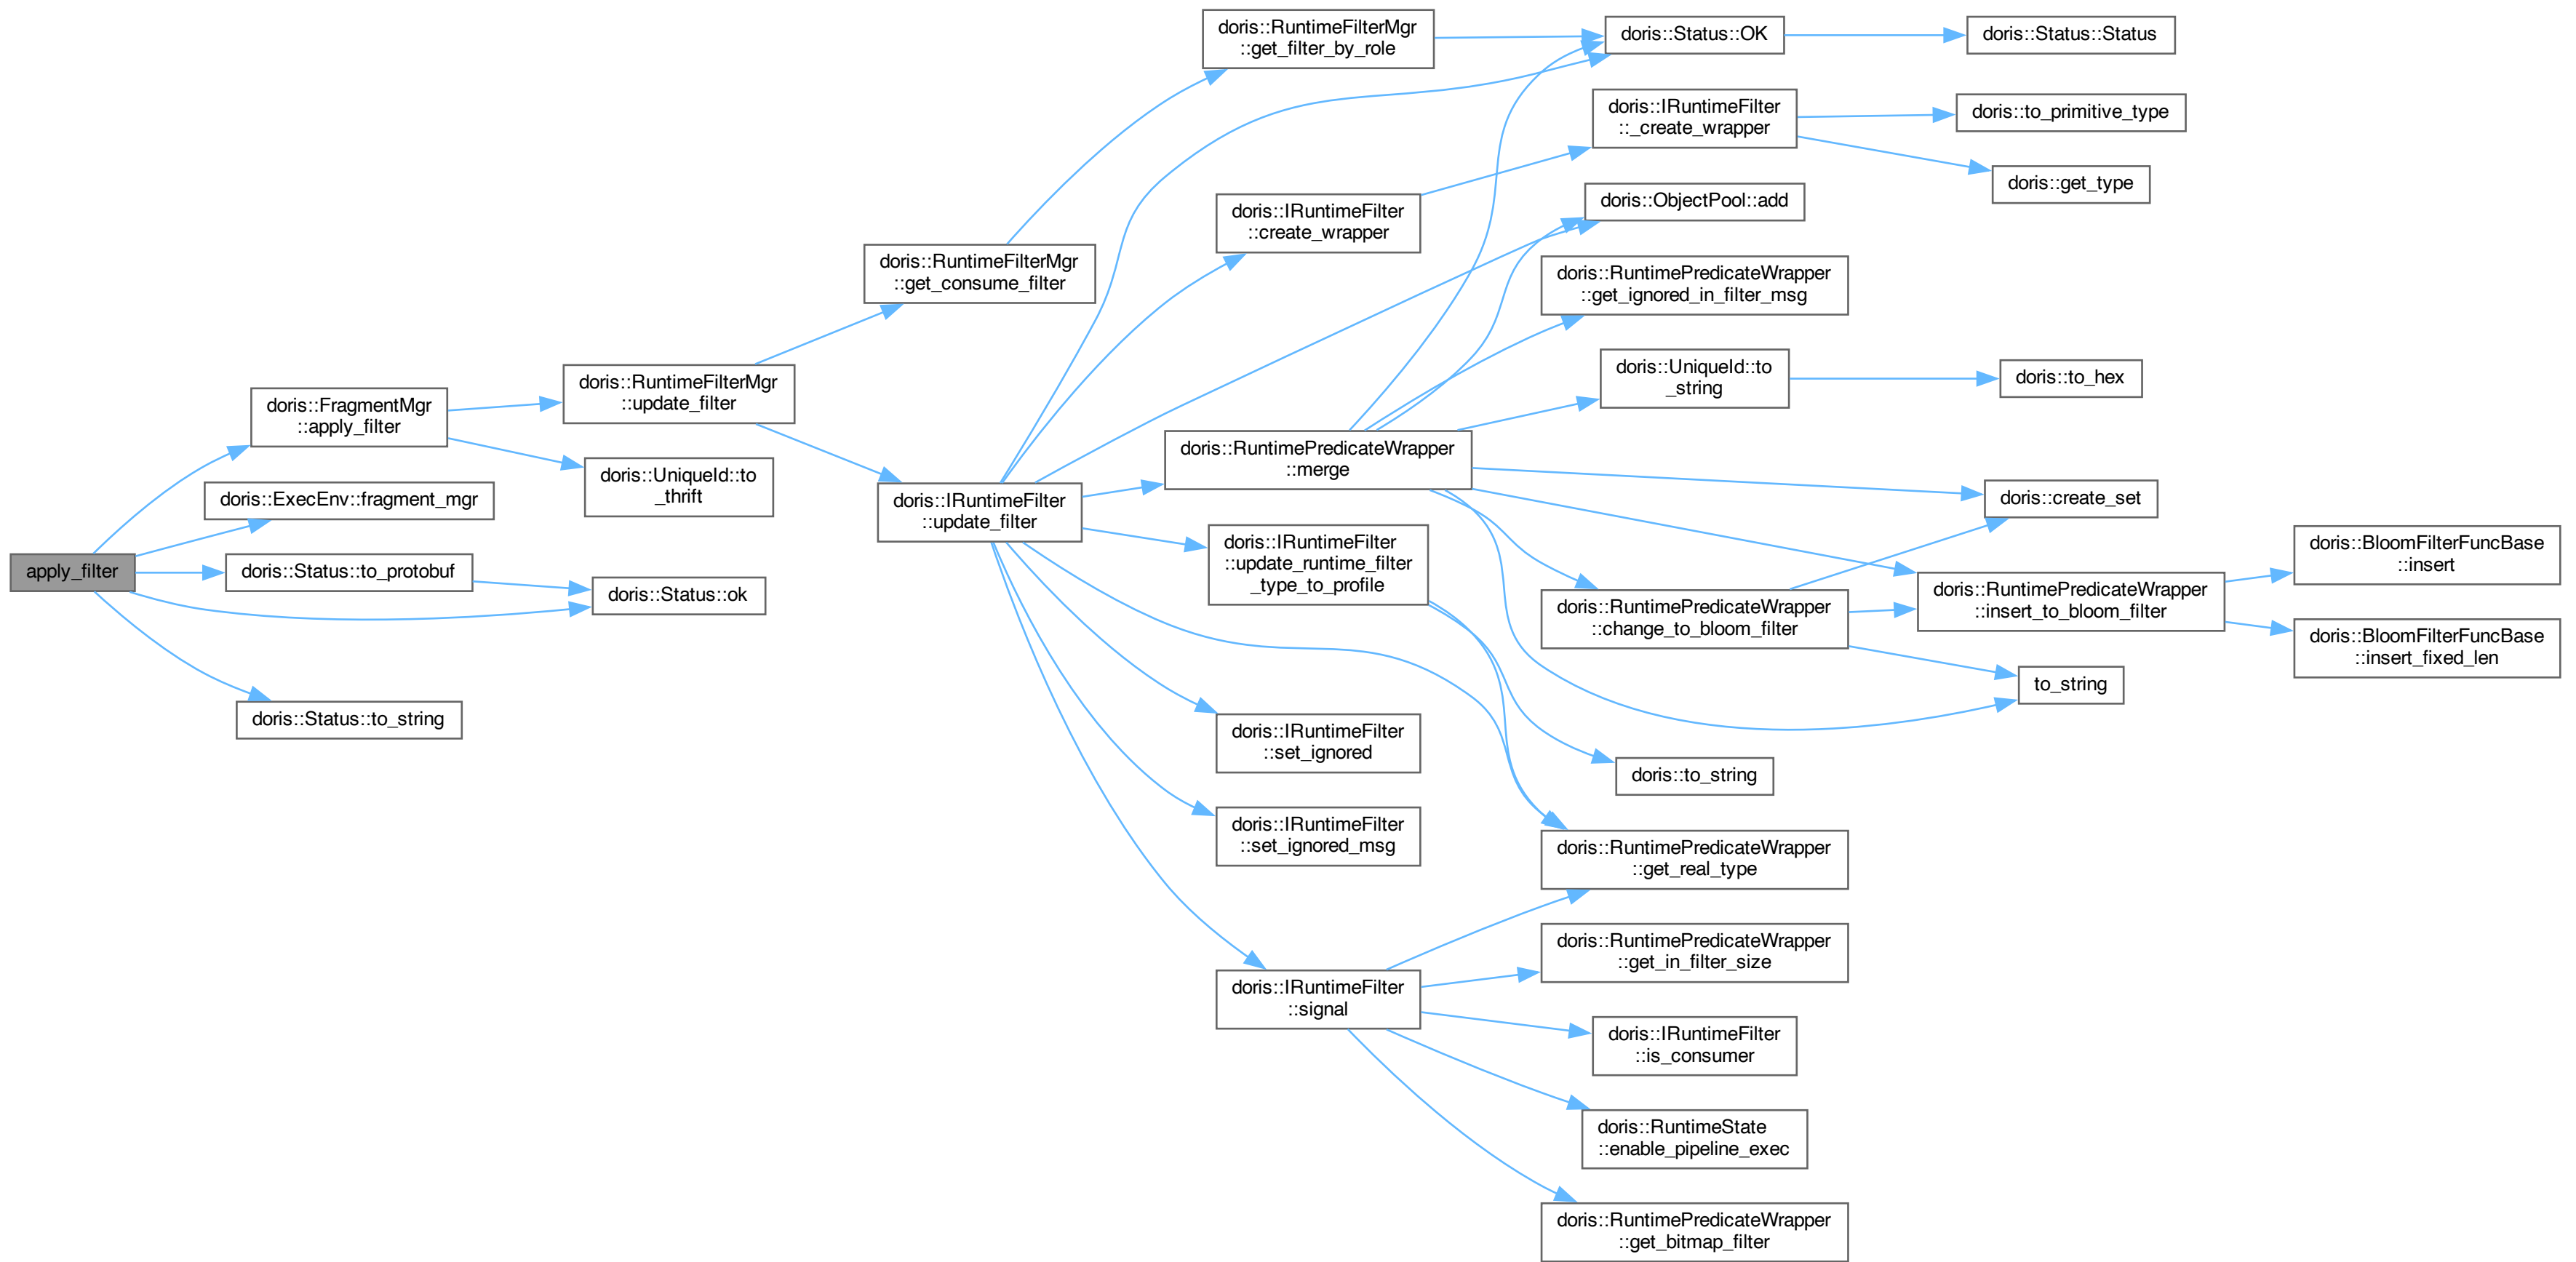 apply_filter
doris::FragmentMgr
::apply_filter
doris::ExecEnv::fragment_mgr
doris::Status::to_protobuf
doris::Status::to_string
doris::RuntimeFilterMgr
::update_filter
doris::UniqueId::to
_thrift
doris::Status::ok
doris::RuntimeFilterMgr
::get_consume_filter
doris::IRuntimeFilter
::update_filter
doris::RuntimeFilterMgr
::get_filter_by_role
doris::IRuntimeFilter
::create_wrapper
doris::RuntimePredicateWrapper
::merge
doris::IRuntimeFilter
::update_runtime_filter
_type_to_profile
doris::IRuntimeFilter
::set_ignored
doris::IRuntimeFilter
::set_ignored_msg
doris::IRuntimeFilter
::signal
doris::Status::OK
doris::IRuntimeFilter
::_create_wrapper
doris::ObjectPool::add
doris::RuntimePredicateWrapper
::get_ignored_in_filter_msg
doris::UniqueId::to
_string
doris::RuntimePredicateWrapper
::change_to_bloom_filter
doris::to_string
doris::RuntimePredicateWrapper
::get_real_type
doris::RuntimePredicateWrapper
::get_in_filter_size
doris::IRuntimeFilter
::is_consumer
doris::RuntimeState
::enable_pipeline_exec
doris::RuntimePredicateWrapper
::get_bitmap_filter
doris::Status::Status
doris::to_primitive_type
doris::get_type
doris::to_hex
doris::create_set
doris::RuntimePredicateWrapper
::insert_to_bloom_filter
to_string
doris::BloomFilterFuncBase
::insert
doris::BloomFilterFuncBase
::insert_fixed_len